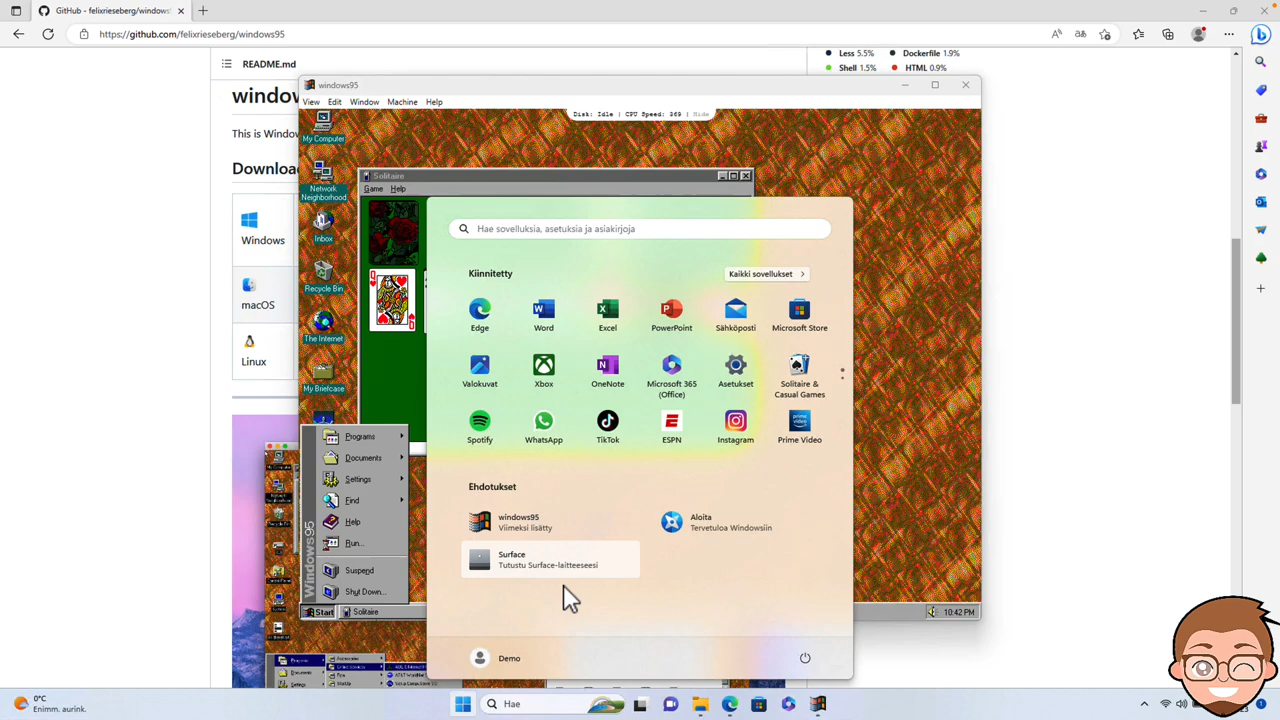 GitHub - felixrieseberg/windows95
https://github.com/felixrieseberg/windows95
aあ
README.md
Less 5.5%
Dockerfile 1.9%
Shell 1.5%
HTML 0.9%
windows95
View Edit Window Machine Help
Disk: Idle | CPU Speed: 369 | Hide
This is Window
Download
Windows
macOS
Linux
My Computer
Network
Neighborhood
Inbox
Recycle Bin
The Internet
My Briefcase
Solitaire
Game Help
Q
Programs
Documents
Settings
Find
Help
Run...
Suspend
Shut Down...
Windows95
Start
Solitaire
10:42 PM
Hae sovelluksia, asetuksia ja asiakirjoja
Kiinnitetty
Kaikki sovellukset
Edge
Word
Excel
PowerPoint
Sähköposti
Microsoft Store
Valokuvat
Xbox
OneNote
Microsoft 365
(Office)
Asetukset
Solitaire &
Casual Games
Spotify
WhatsApp
TikTok
ESPN
Instagram
prime
video
Prime Video
Ehdotukset
windows95
Viimeksi lisätty
Aloita
Tervetuloa Windowsiin
Surface
Tutustu Surface-laitteeseesi
Demo
9°C
Enimm. aurink.
Hae